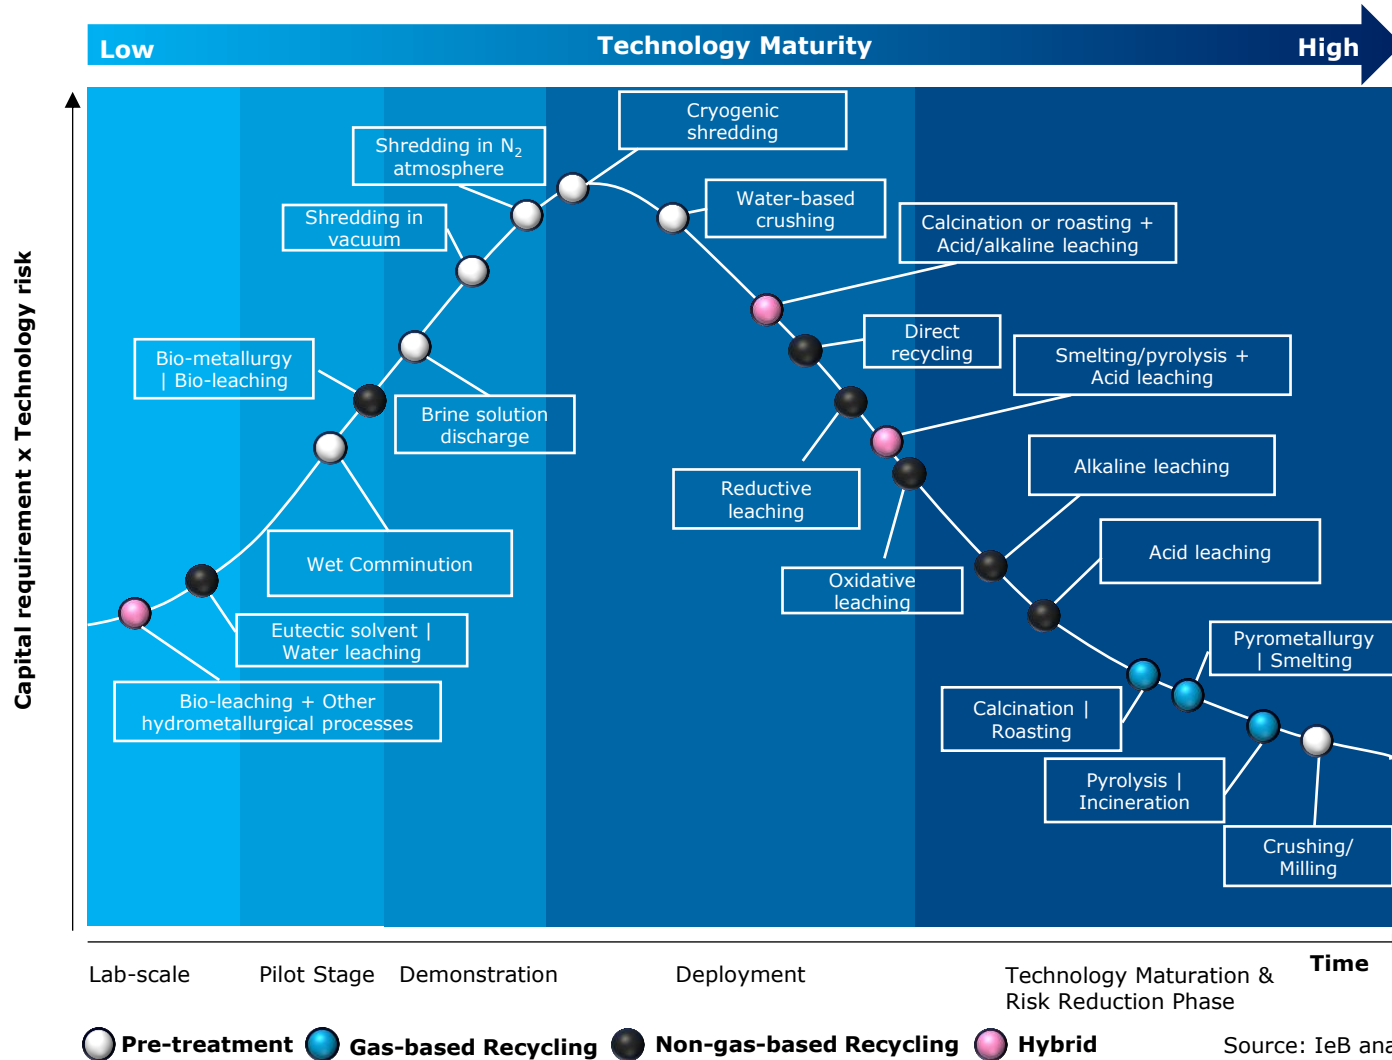 Low
Technology Maturity
High
Capital requirement x Technology risk
Cryogenic
shredding
Shredding in N2
atmosphere
Shredding in
vacuum
Water-based
crushing
Calcination or roasting +
Acid/alkaline leaching
Direct
recycling
Smelting/pyrolysis +
Acid leaching
Bio-metallurgy
| Bio-leaching
Brine solution
discharge
Reductive
leaching
Alkaline leaching
Wet Comminution
Oxidative
leaching
Acid leaching
Eutectic solvent |
Water leaching
Pyrometallurgy
| Smelting
Bio-leaching + Other
hydrometallurgical processes
Calcination |
Roasting
Pyrolysis |
Incineration
Crushing/
Milling
Lab-scale
Pilot Stage
Demonstration
Deployment
Technology Maturation &
Risk Reduction Phase
Time
Pre-treatment
Gas-based Recycling
Non-gas-based Recycling
Hybrid
Source: IeB